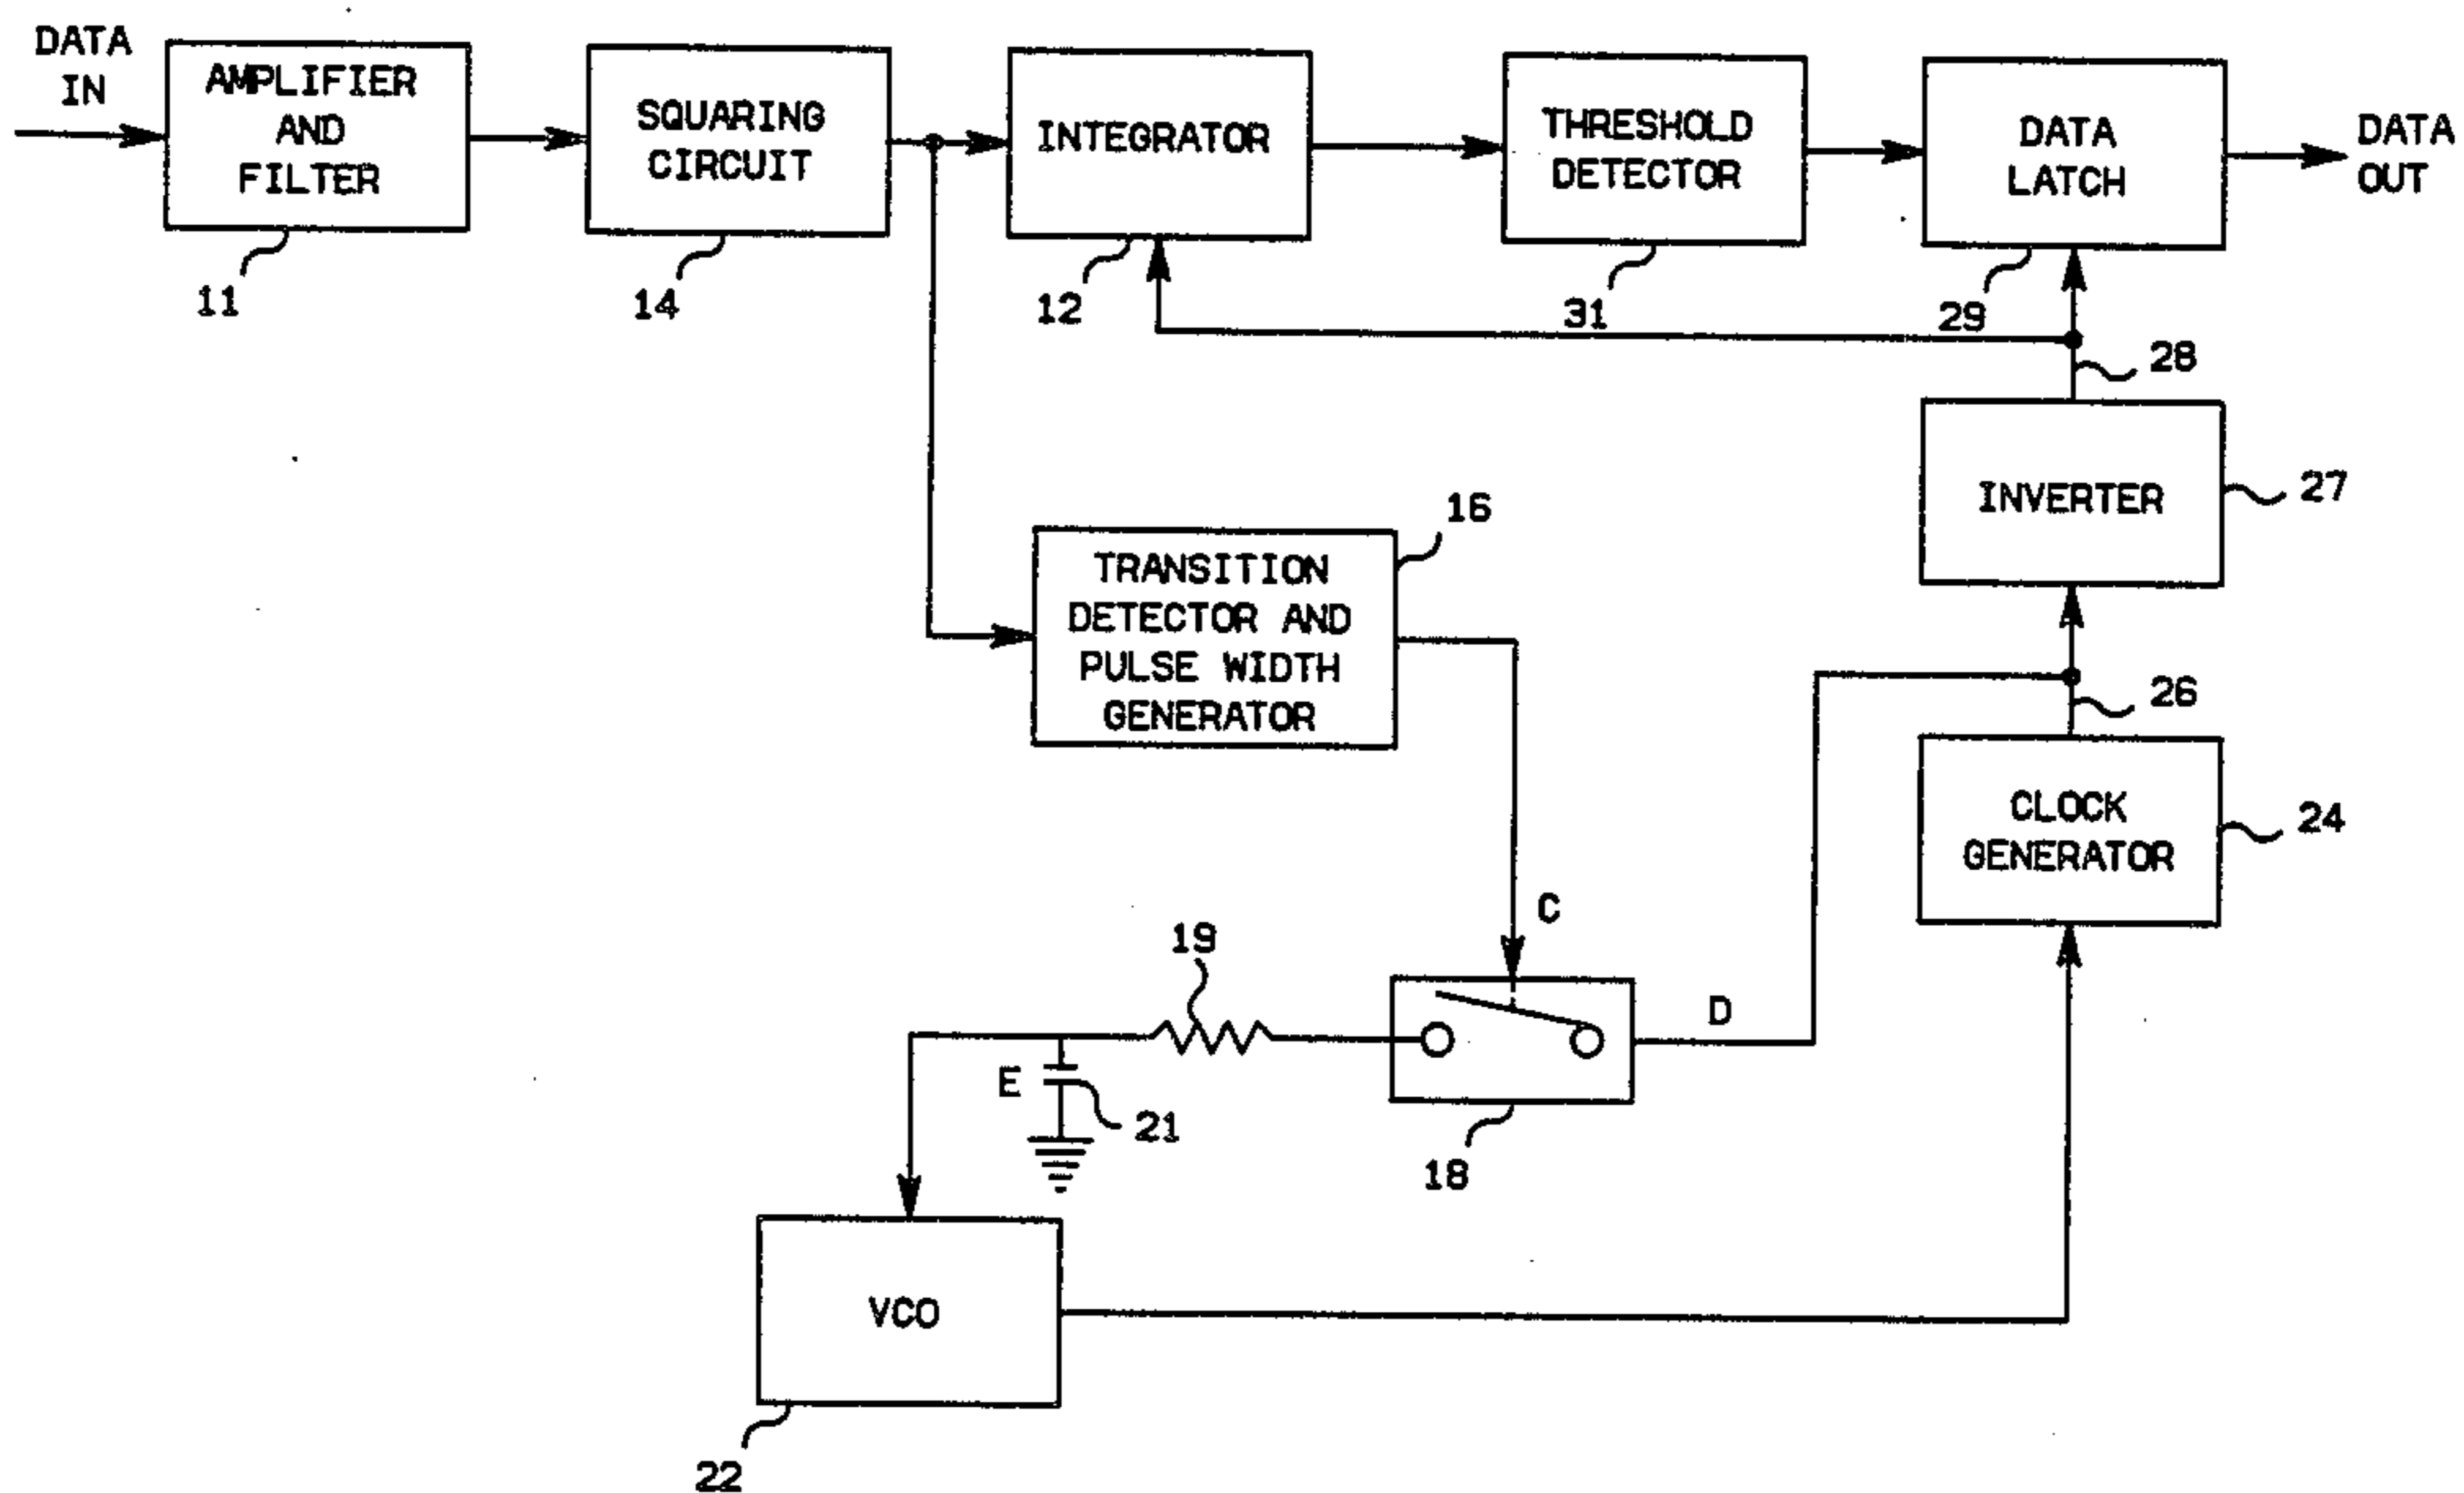 DATA
IN
AMPLIFIER
AND
FILTER
11
SQUARING
CIRCUIT
14
INTEGRATOR
12
THRESHOLD
DETECTOR
31
DATA
LATCH
29
DATA
OUT
28
INVERTER
27
16
TRANSITION
DETECTOR AND
PULSE WIDTH
GENERATOR
26
CLOCK
GENERATOR
24
C
19
D
E
21
18
VCO
22